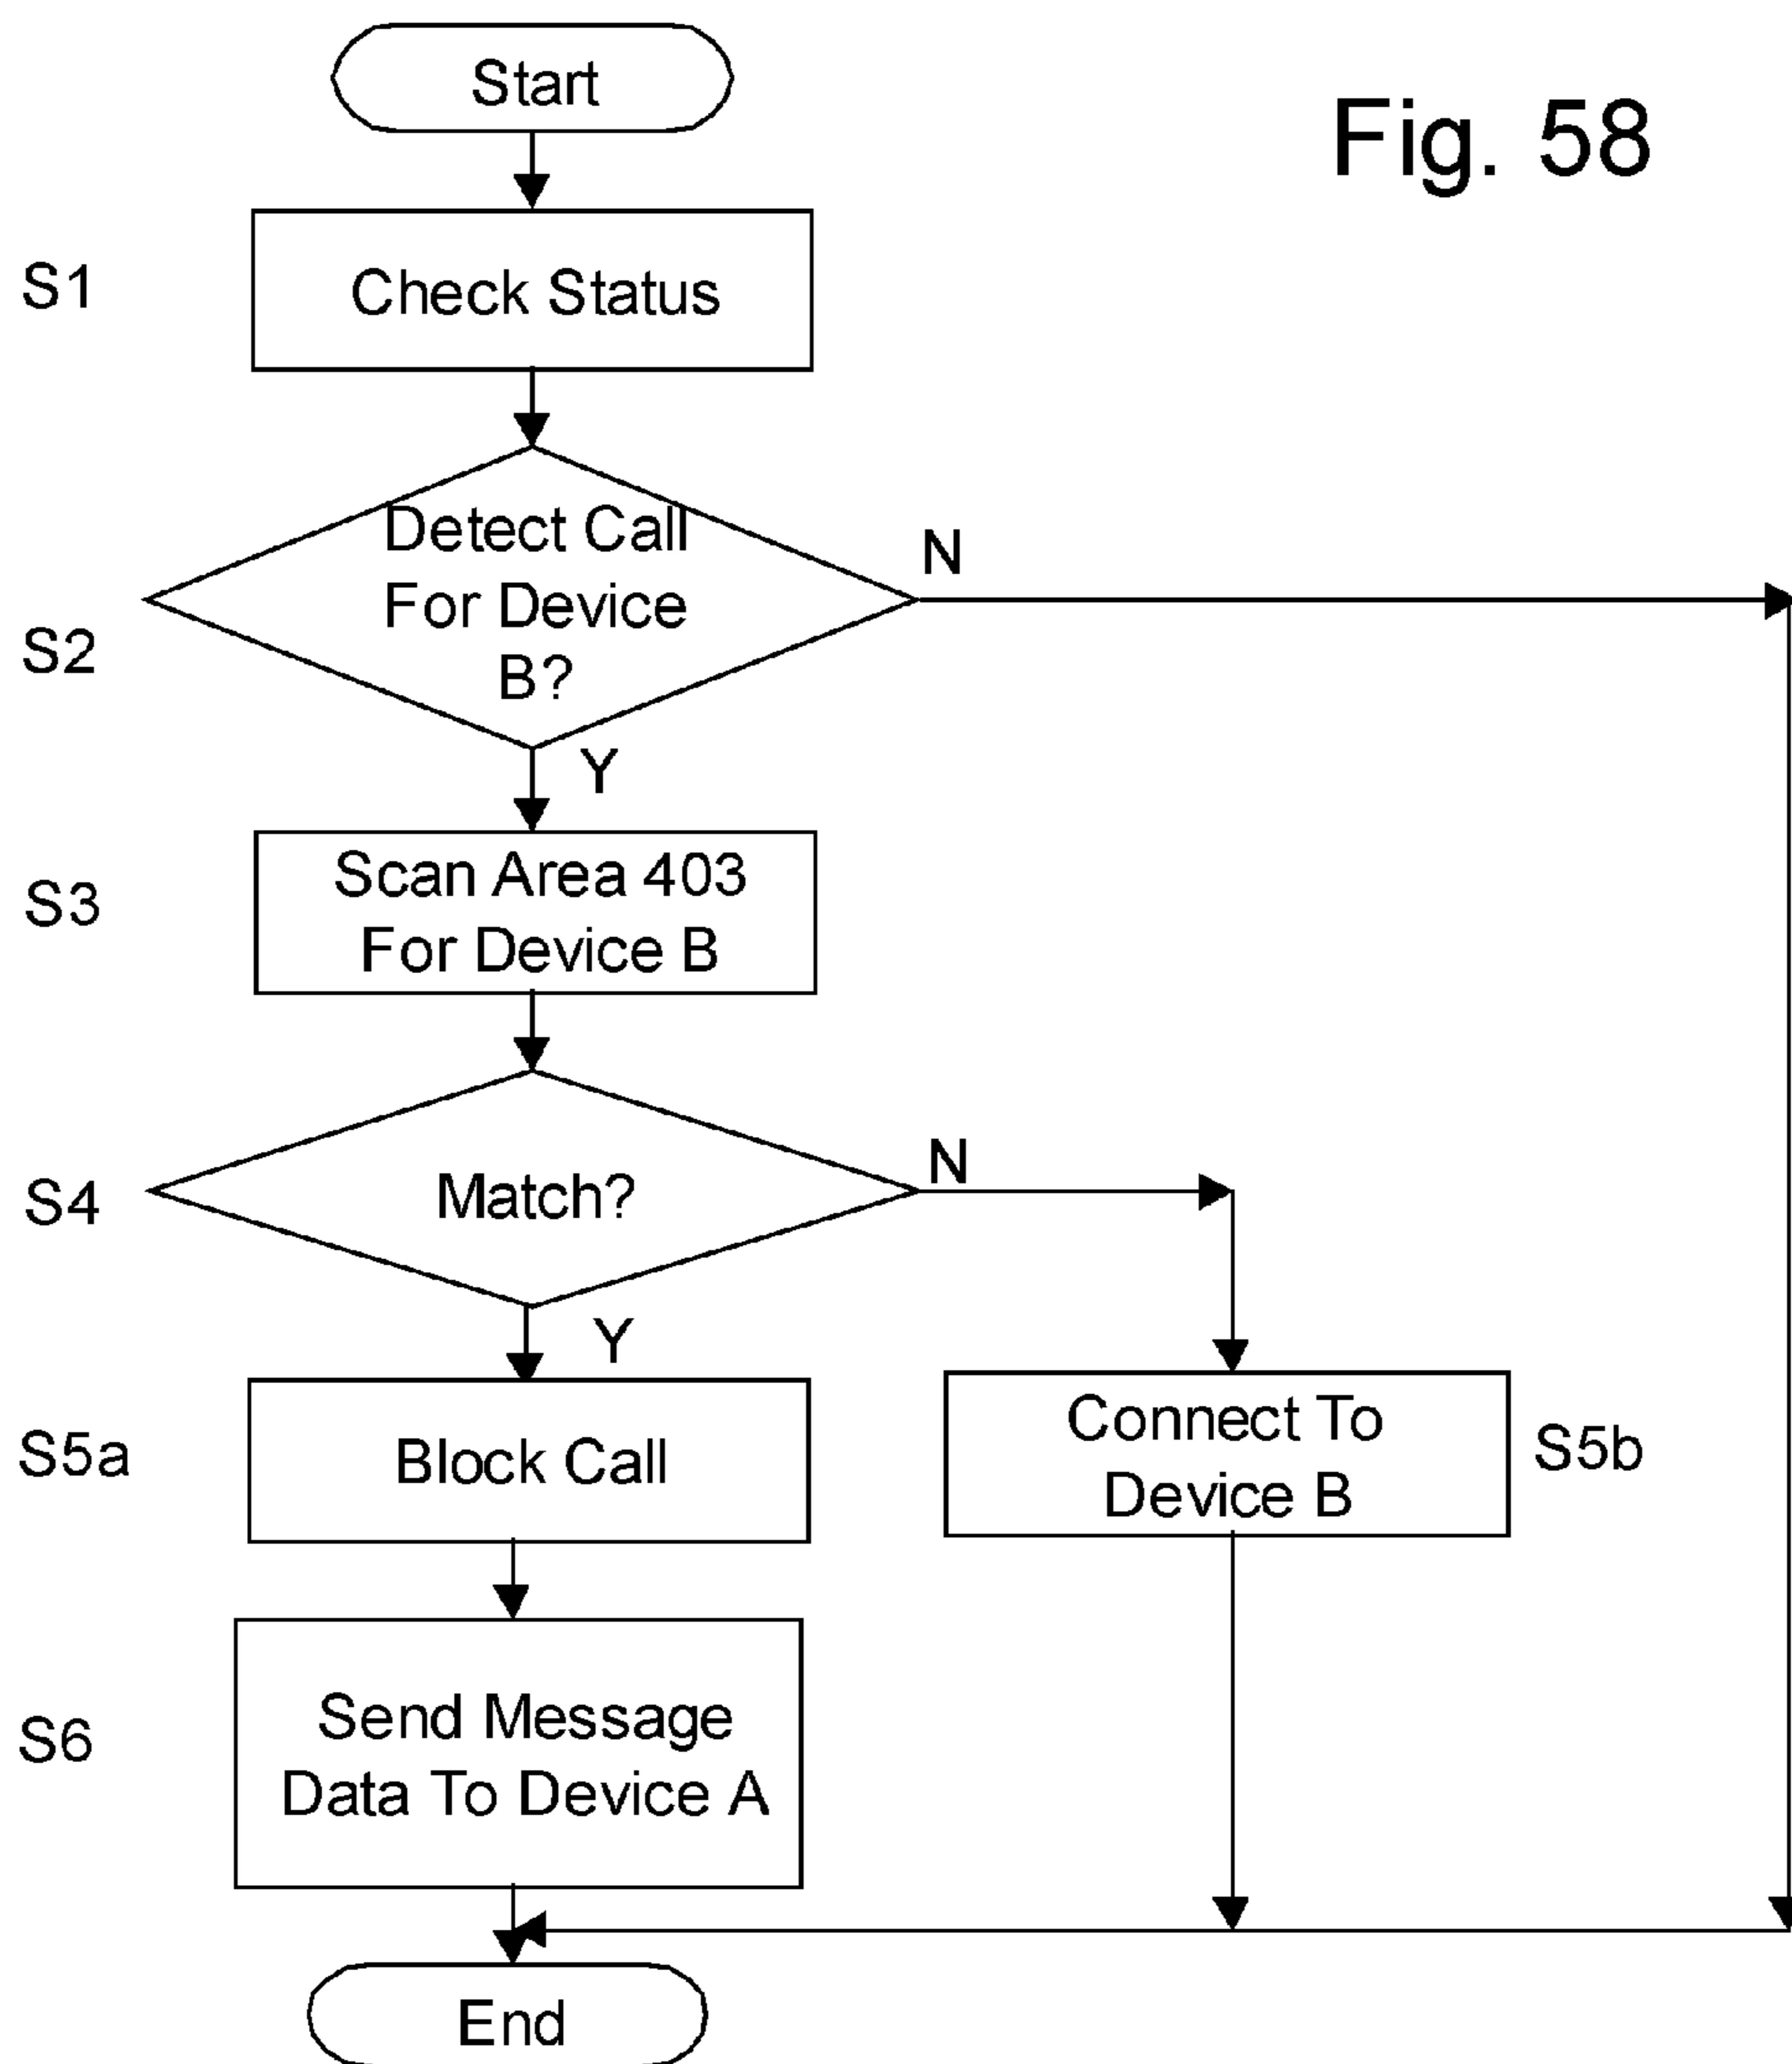 Start
Fig. 58
S1
Check Status
Detect Call
For Device
B?
N
S2
Y
S3
Scan Area 403
For Device B
S4
Match?
N
Y
S5a
Block Call
Connect To
Device B
S5b
S6
Send Message
Data To Device A
End